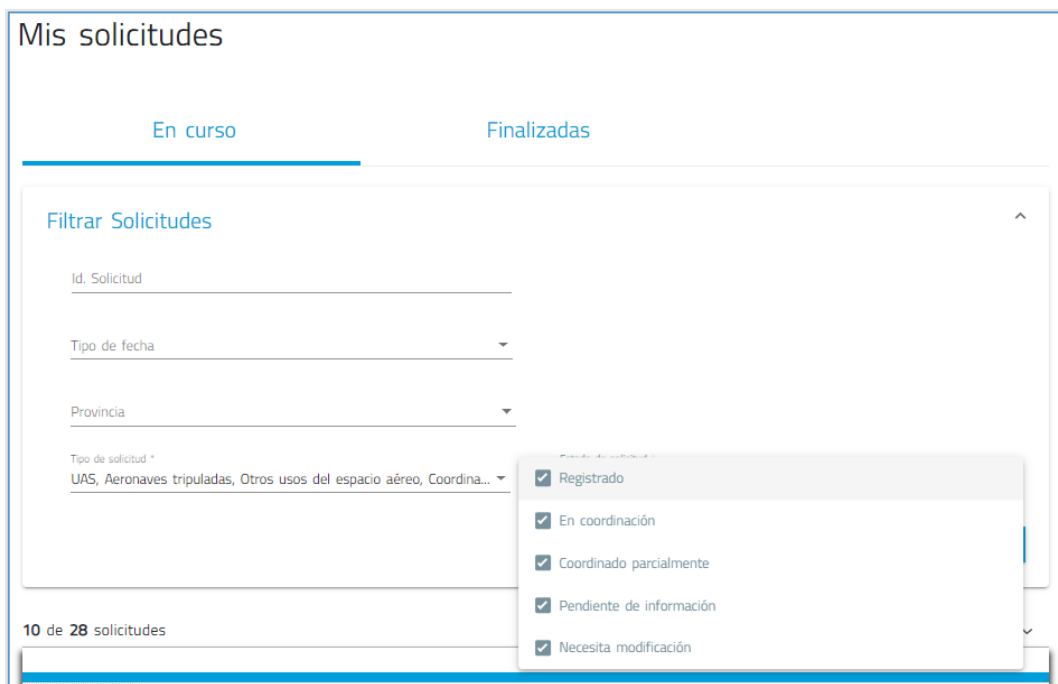 Mis solicitudes
En curso
Finalizadas
Filtrar Solicitudes
Id. Solicitud
Tipo de fecha
Provincia
Tipo de solicitud *
UAS, Aeronaves tripuladas, Otros usos del espacio aéreo, Coordina...
Registrado
En coordinación
Coordinado parcialmente
Pendiente de información
Necesita modificación
10 de 28 solicitudes